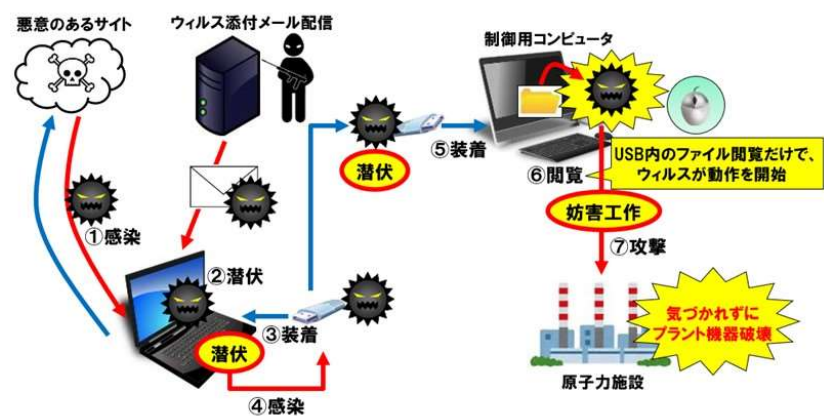 悪意のあるサイト
ウィルス添付メール配信
制御用コンピュータ
①感染
②潜伏
潜伏
③装着
④感染
潜伏
⑤装着
⑥閲覧
USB内のファイル閲覧だけで、
ウィルスが動作を開始
妨害工作
⑦攻撃
気づかれずに
プラント機器破壊
原子力施設